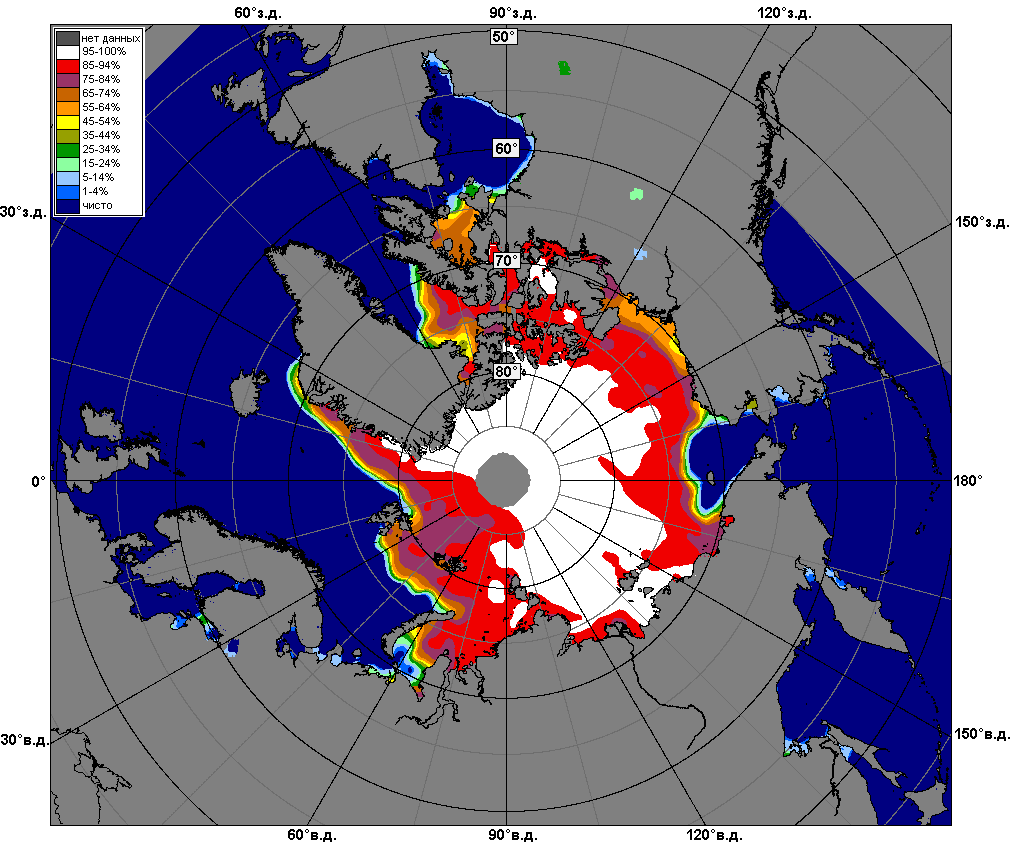 60°з.д.
90°з.д.
120°з.д.
нет данных
95-100%
85-94%
75-84%
65-74%
55-64%
45-54%
35-44%
25-34%
15-24%
5-14%
1-4%
чисто
50°
60°
30°з.д.
150°з.д.
70°
80°
0°
180°
30°в.д.
150°в.д.
60°в.д.
90°в.д.
120°в.д.